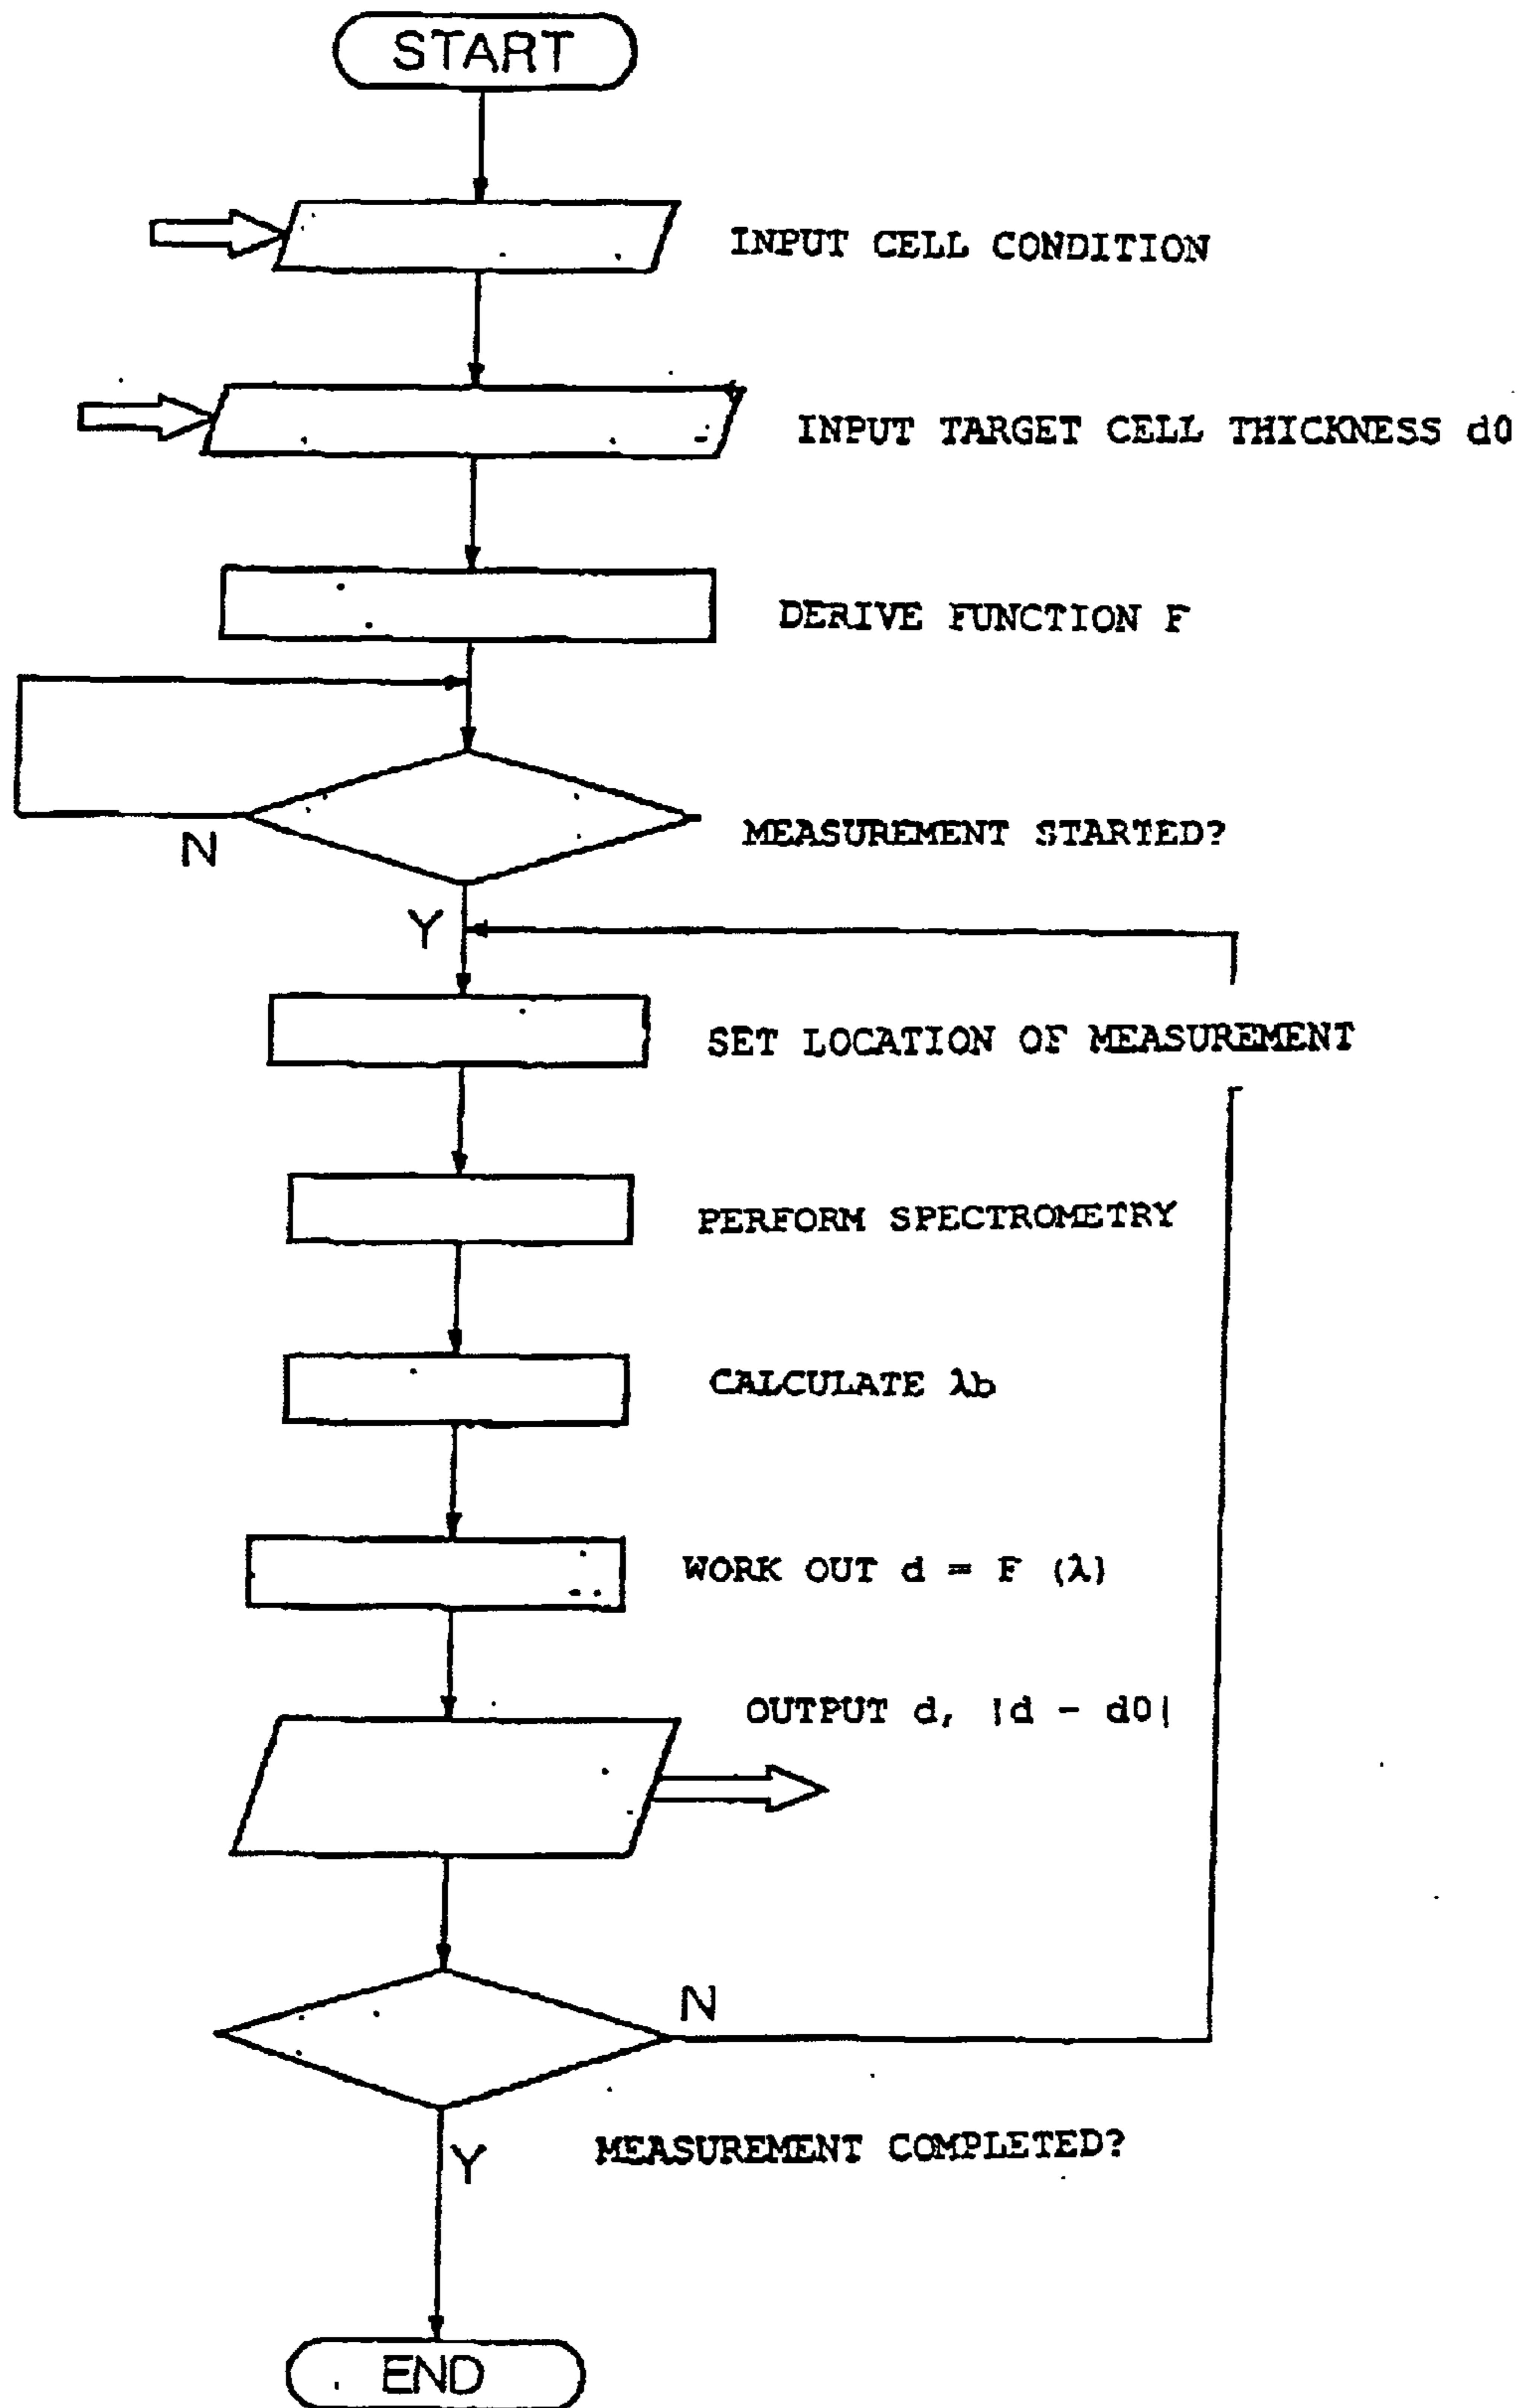 START
INPUT CELL CONDITION
INPUT TARGET CELL THICKNESS d0
DERIVE FUNCTION F
N
MEASUREMENT STARTED?
Y
SET LOCATION OF MEASUREMENT
PERFORM SPECTROMETRY
CALCULATE λb
WORK OUT d = F (λ)
OUTPUT d, |d - d0|
N
Y
MEASUREMENT COMPLETED?
END